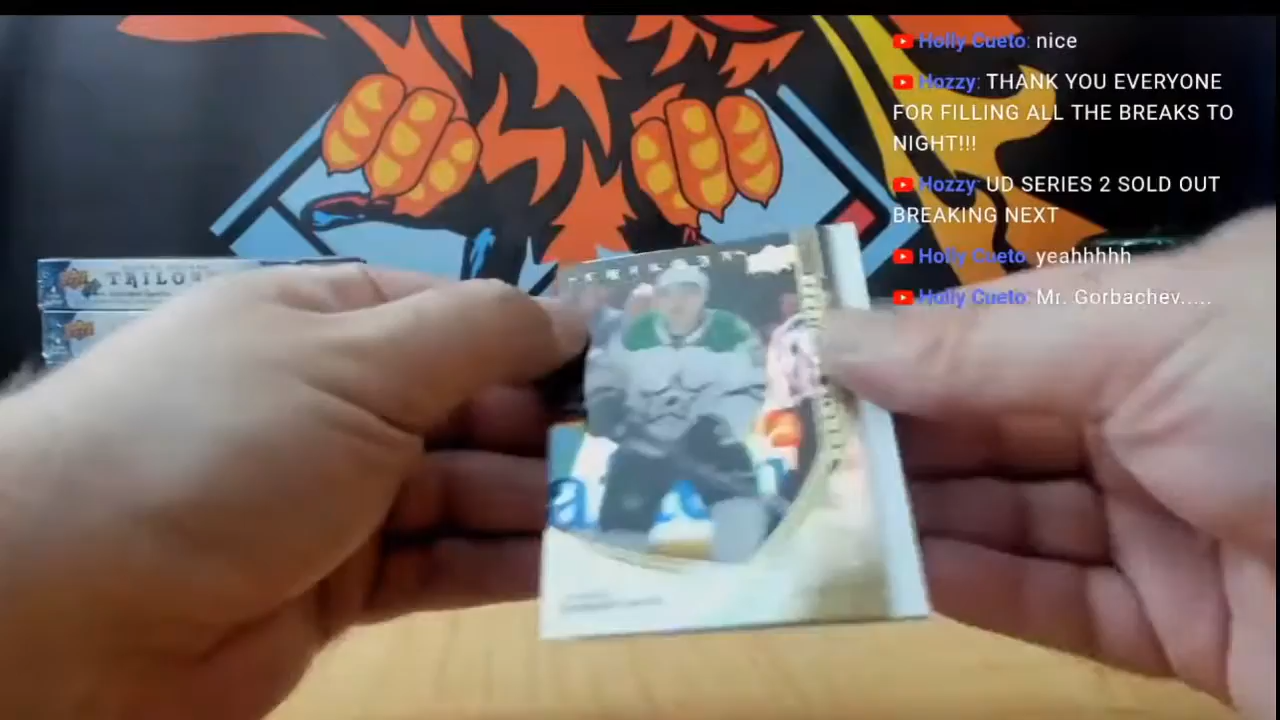 Holly Cueto: nice
Hozzy: THANK YOU EVERYONE
FOR FILLING ALL THE BREAKS TO
NIGHT!!!
Hozzy: UD SERIES 2 SOLD OUT
BREAKING NEXT
Holly Cueto: yeahhhhh
Holly Cueto: Mr. Gorbachev.....
TRILO